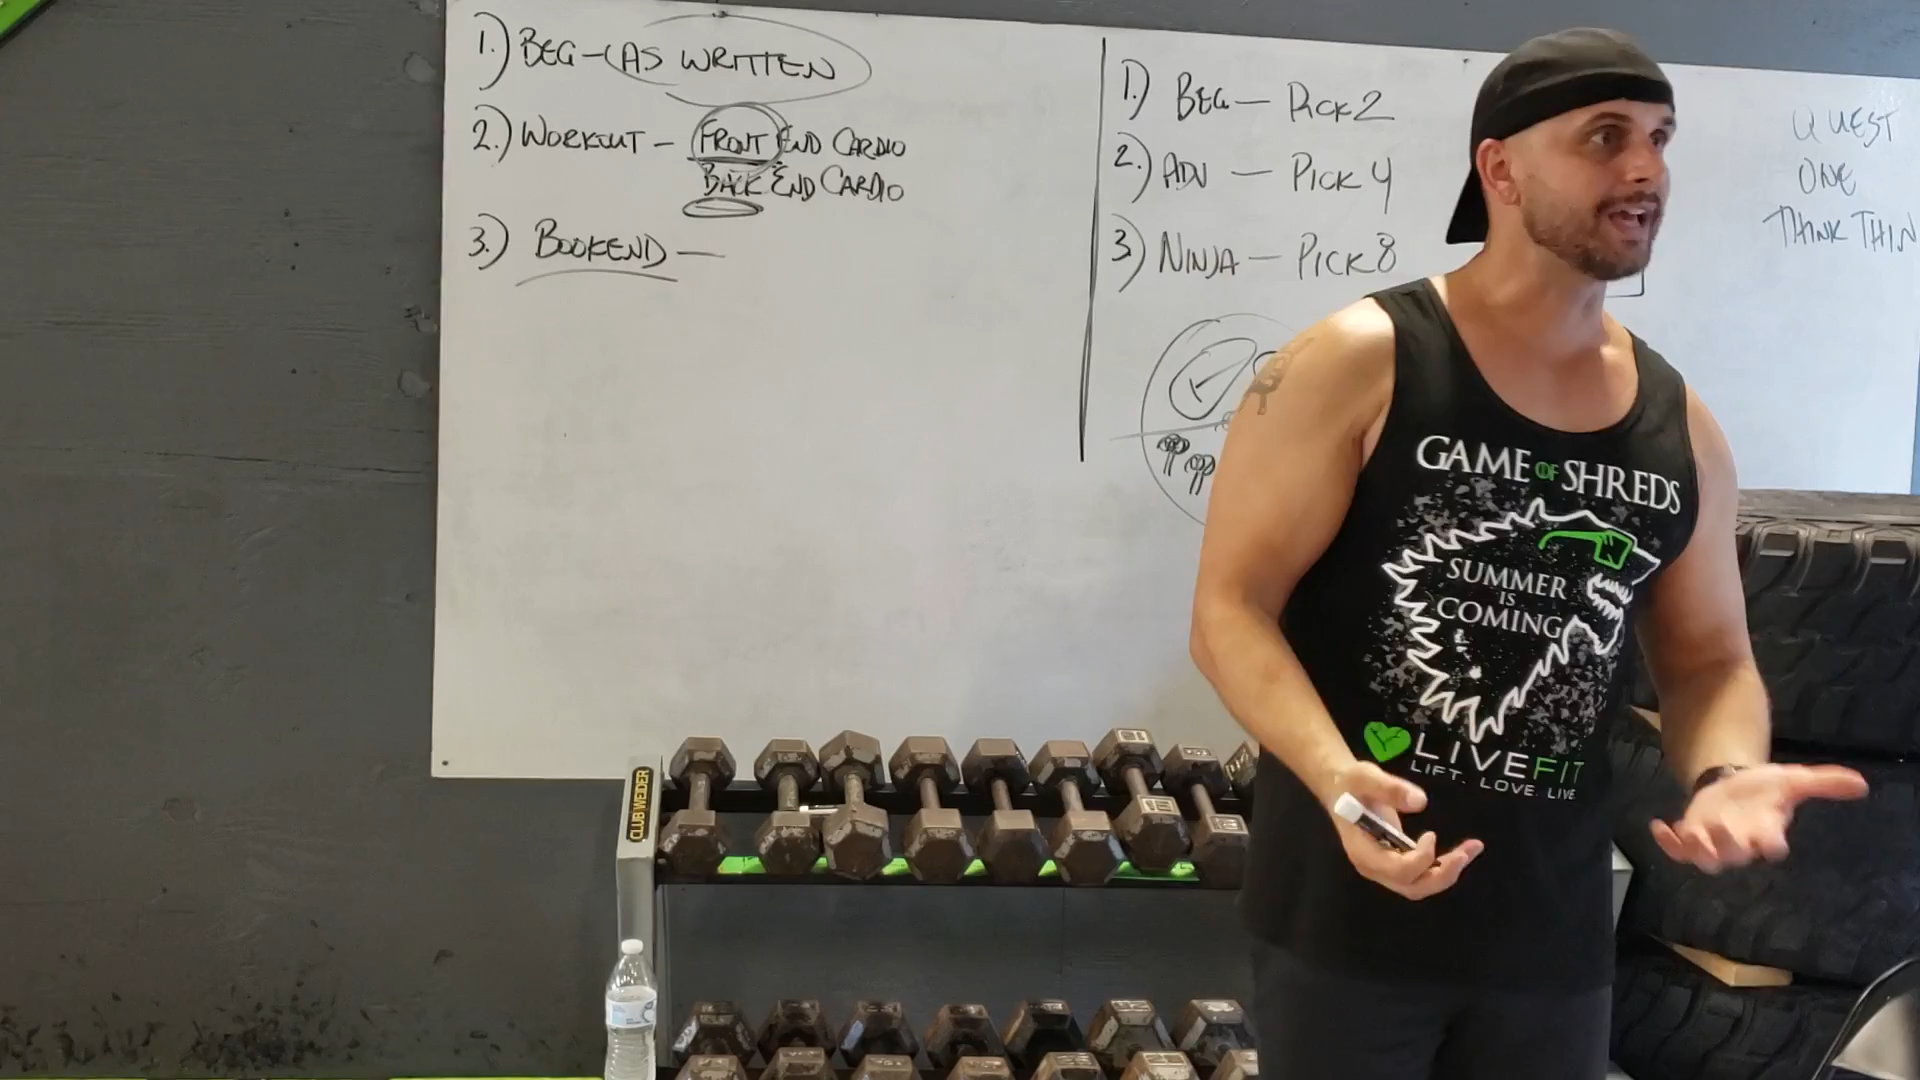 1.) BEG - (AS WRITTEN
2.) WORKOUT - FRONT END CARDIO
BACK END CARDIO
3.) BOOKEND -
1.) BEG - PICK 2
2.) ADV - PICK 4
3.) NINJA - PICK 8
QUEST
ONE
THINK THIN
GAME OF SHREDS
SUMMER
IS
COMING
LIVEFIT
LIFT. LOVE. LIVE
CLUB WEIDER